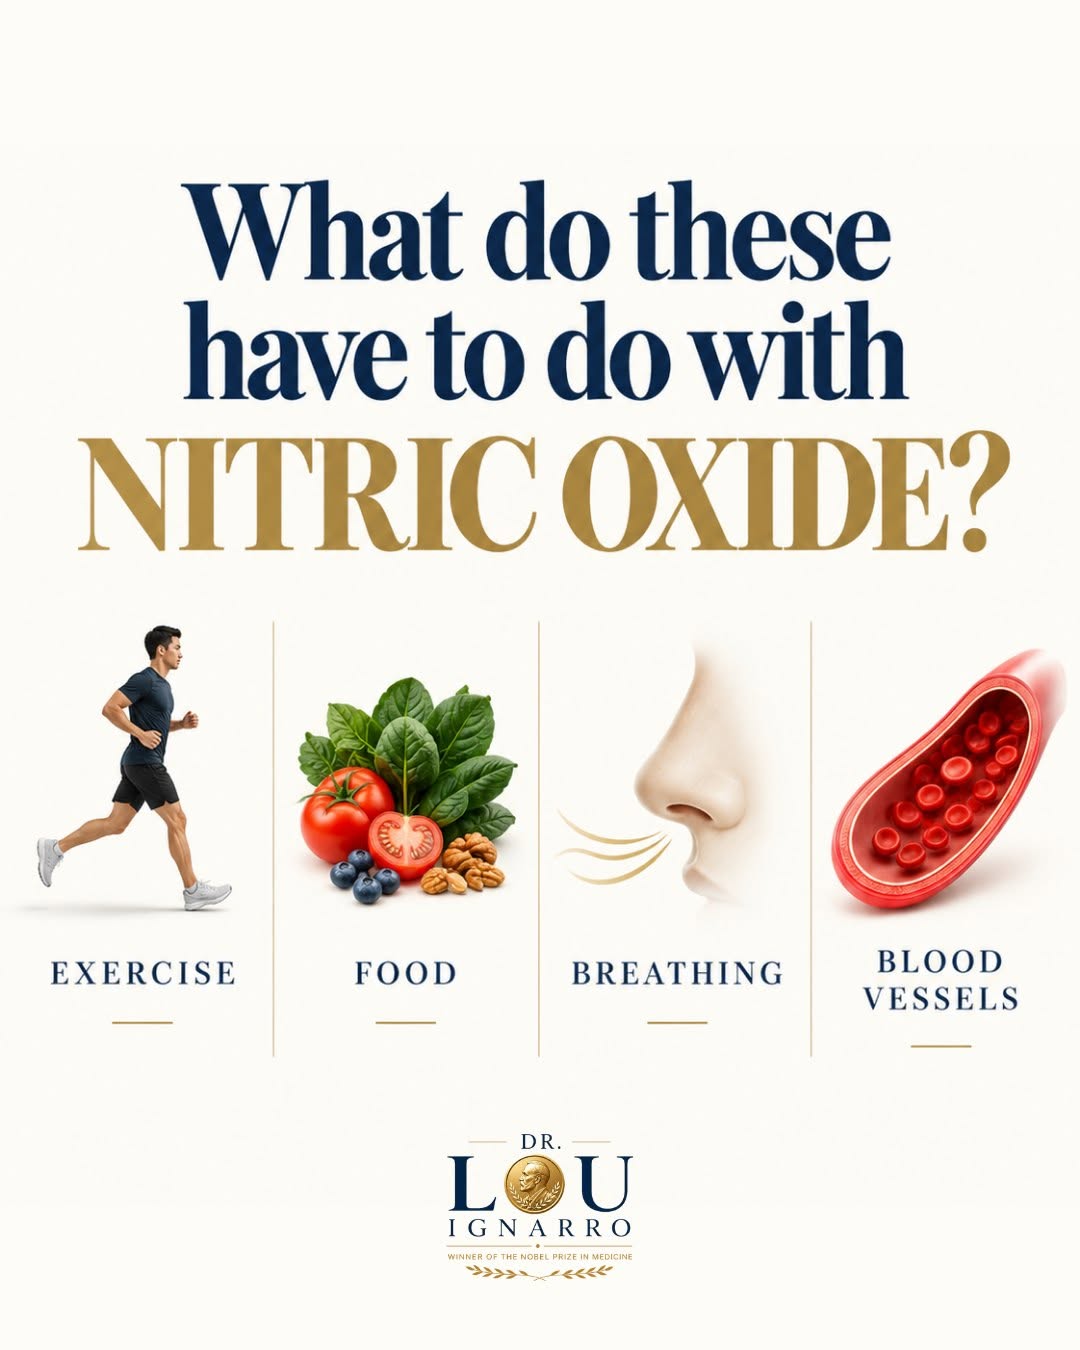 What do these
have to do with
NITRIC OXIDE?
EXERCISE
FOOD
BREATHING
BLOOD
VESSELS
DR.
LOU
IGNARRO
WINNER OF THE NOBEL PRIZE IN MEDICINE